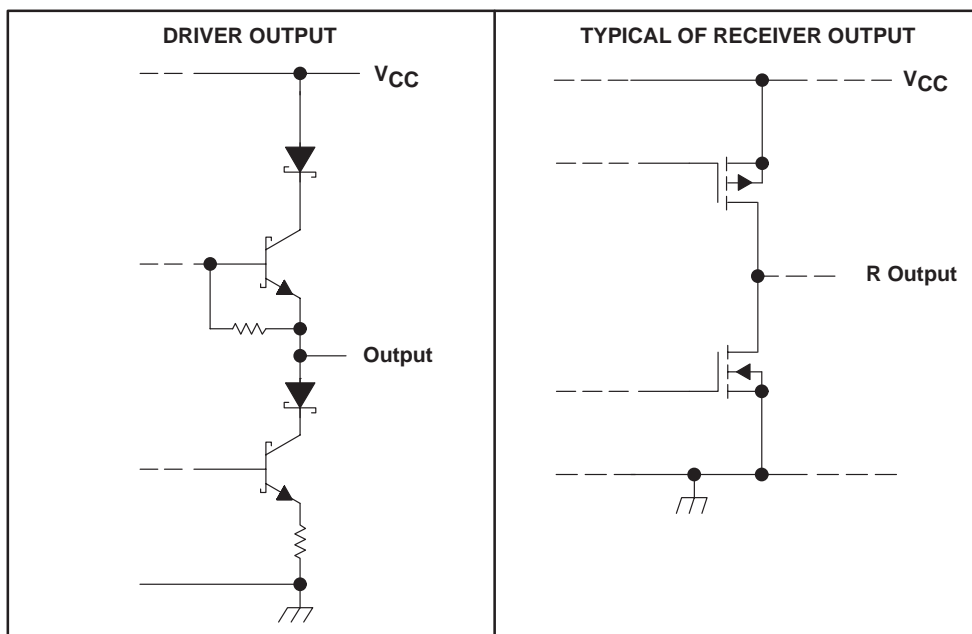 DRIVER OUTPUT
VCC
Output
TYPICAL OF RECEIVER OUTPUT
VCC
R Output